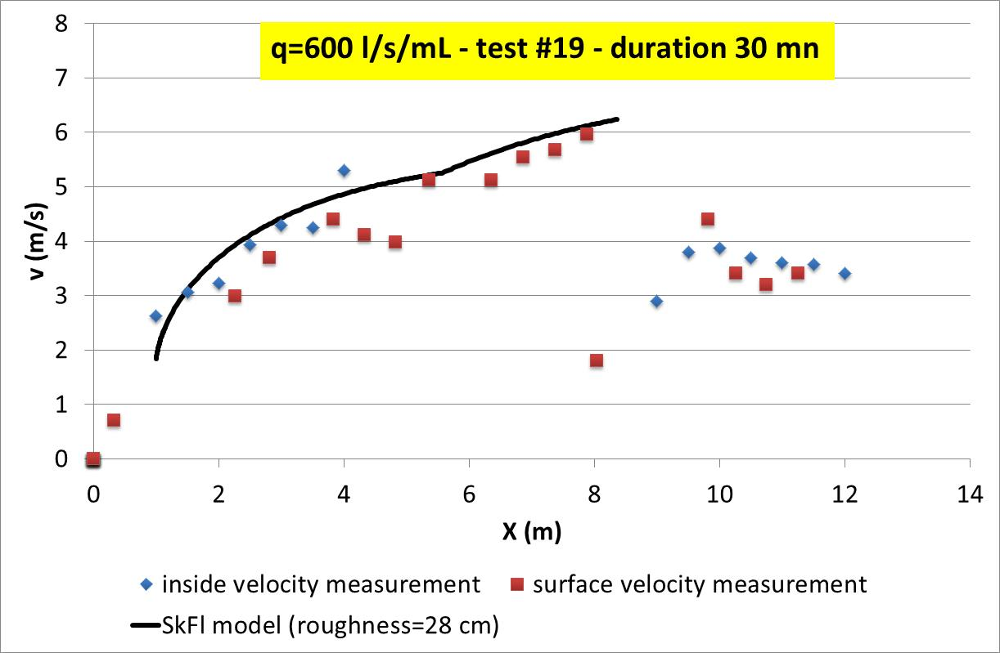 q=600 l/s/mL - test #19 - duration 30 mn
8
7
6
5
4
3
2
1
0
v (m/s)
0 2 4 6 8 10 12 14
X (m)
inside velocity measurement surface velocity measurement
SkFl model (roughness=28 cm)